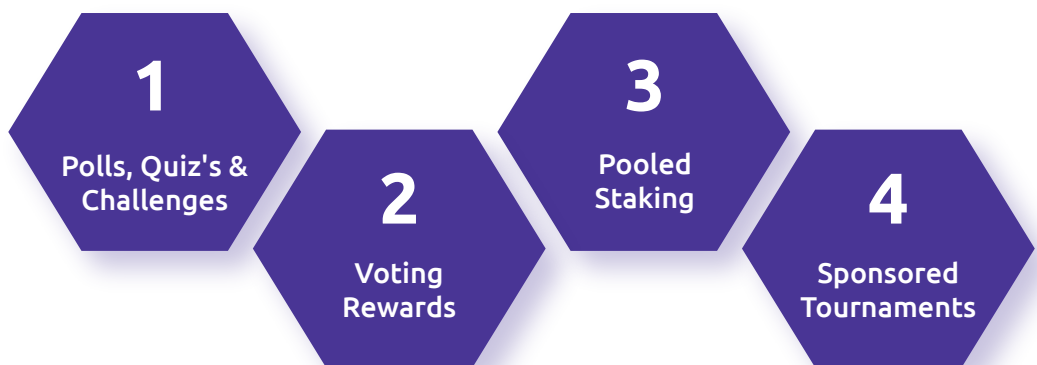 1
Polls, Quiz's &
Challenges
2
Voting
Rewards
3
Pooled
Staking
4
Sponsored
Tournaments